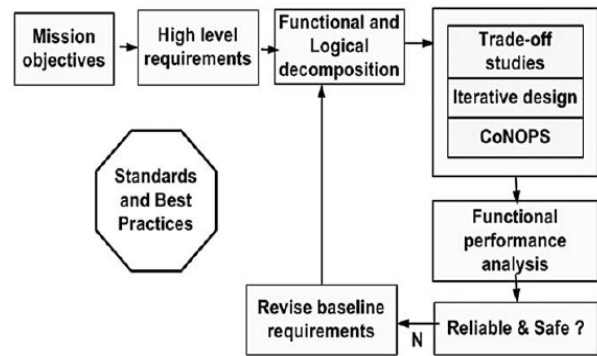 Mission
objectives
High level
requirements
Functional and
Logical
decomposition
Trade-off
studies
Iterative design
CoNOPS
Standards
and Best
Practices
Functional
performance
analysis
Revise baseline
requirements
N
Reliable & Safe ?